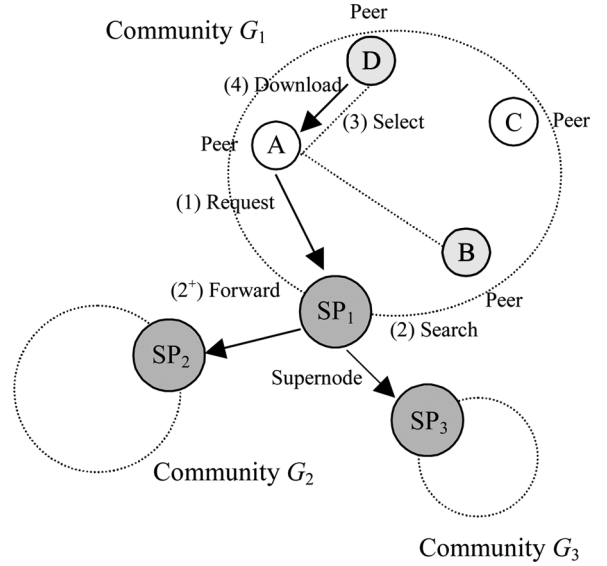 Peer
Community G₁
D
(4) Download
(3) Select
C
Peer
Peer
A
(1) Request
B
Peer
(2⁺) Forward
SP₁
(2) Search
SP₂
Supernode
SP₃
Community G₂
Community G₃